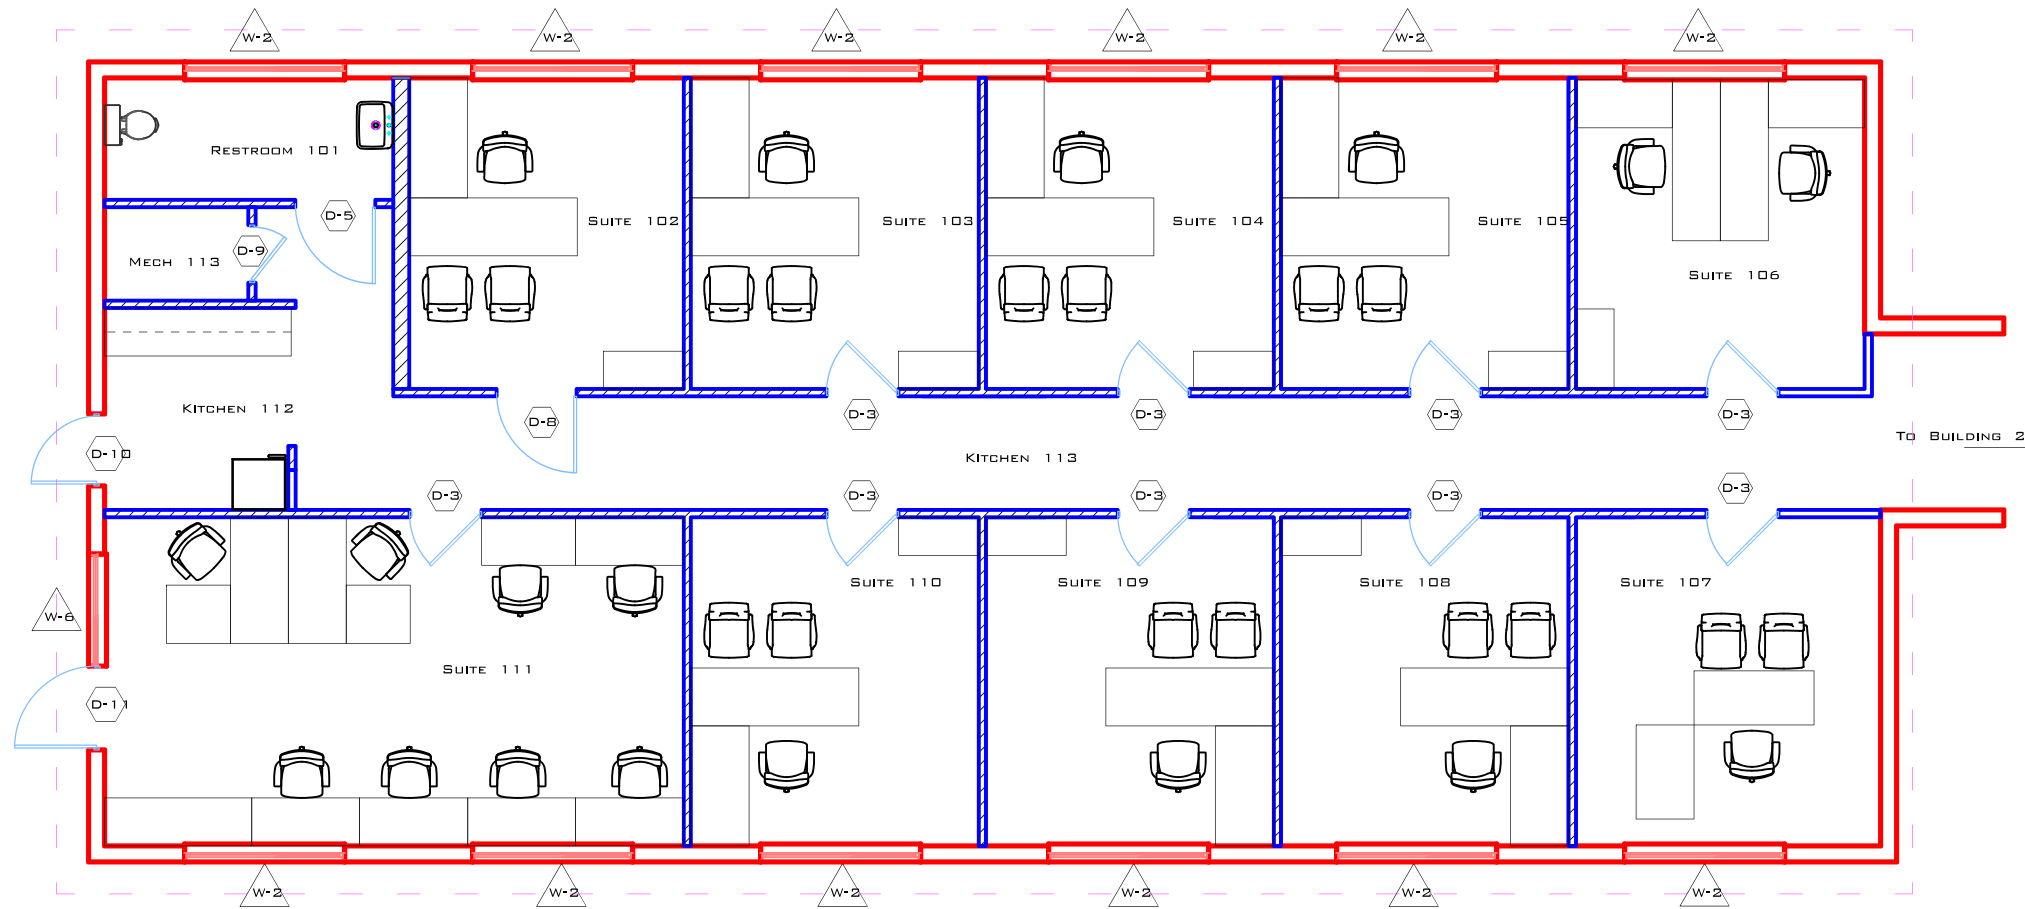 W-2 W-2 W-2 W-2 W-2 W-2
Restroom 101
D-5
Suite 102 Suite 103 Suite 104 Suite 105
D-9
Mech 113
Suite 106
Kitchen 112
D-8 D-3 D-3 D-3 D-3
To Building 2
D-10
Kitchen 113
D-3 D-3 D-3 D-3 D-3
Suite 110 Suite 109 Suite 108 Suite 107
W-6
Suite 111
D-11
W-2 W-2 W-2 W-2 W-2 W-2